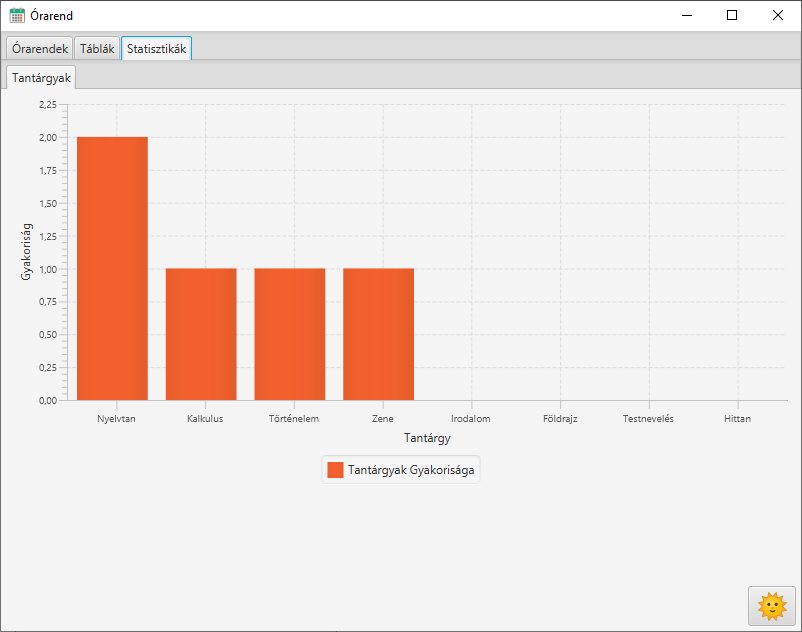 Órarend
Órarendek Táblák Statisztikák
Tantárgyak
2,25
2,00
1,75
1,50
1,25
1,00
0,75
0,50
0,25
0,00
Gyakoriság
Nyelvtan Kalkulus Történelem Zene Irodalom Földrajz Testnevelés Hittan
Tantárgy
Tantárgyak Gyakorisága